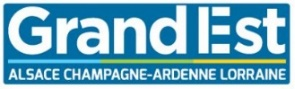 Grand Est
ALSACE CHAMPAGNE-ARDENNE LORRAINE